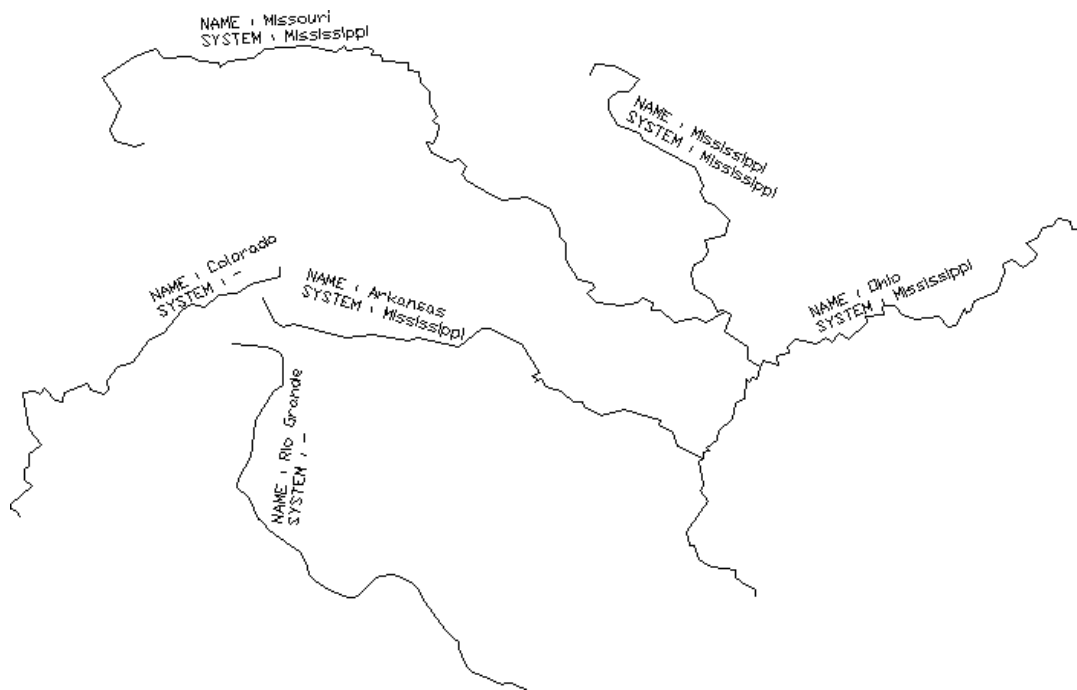 NAME : Missouri
SYSTEM : Mississippi
NAME : Mississippi
SYSTEM : Mississippi
NAME : Colorado
SYSTEM : -
NAME : Arkansas
SYSTEM : Mississippi
NAME : Ohio
SYSTEM : Mississippi
NAME : Rio Grande
SYSTEM : -